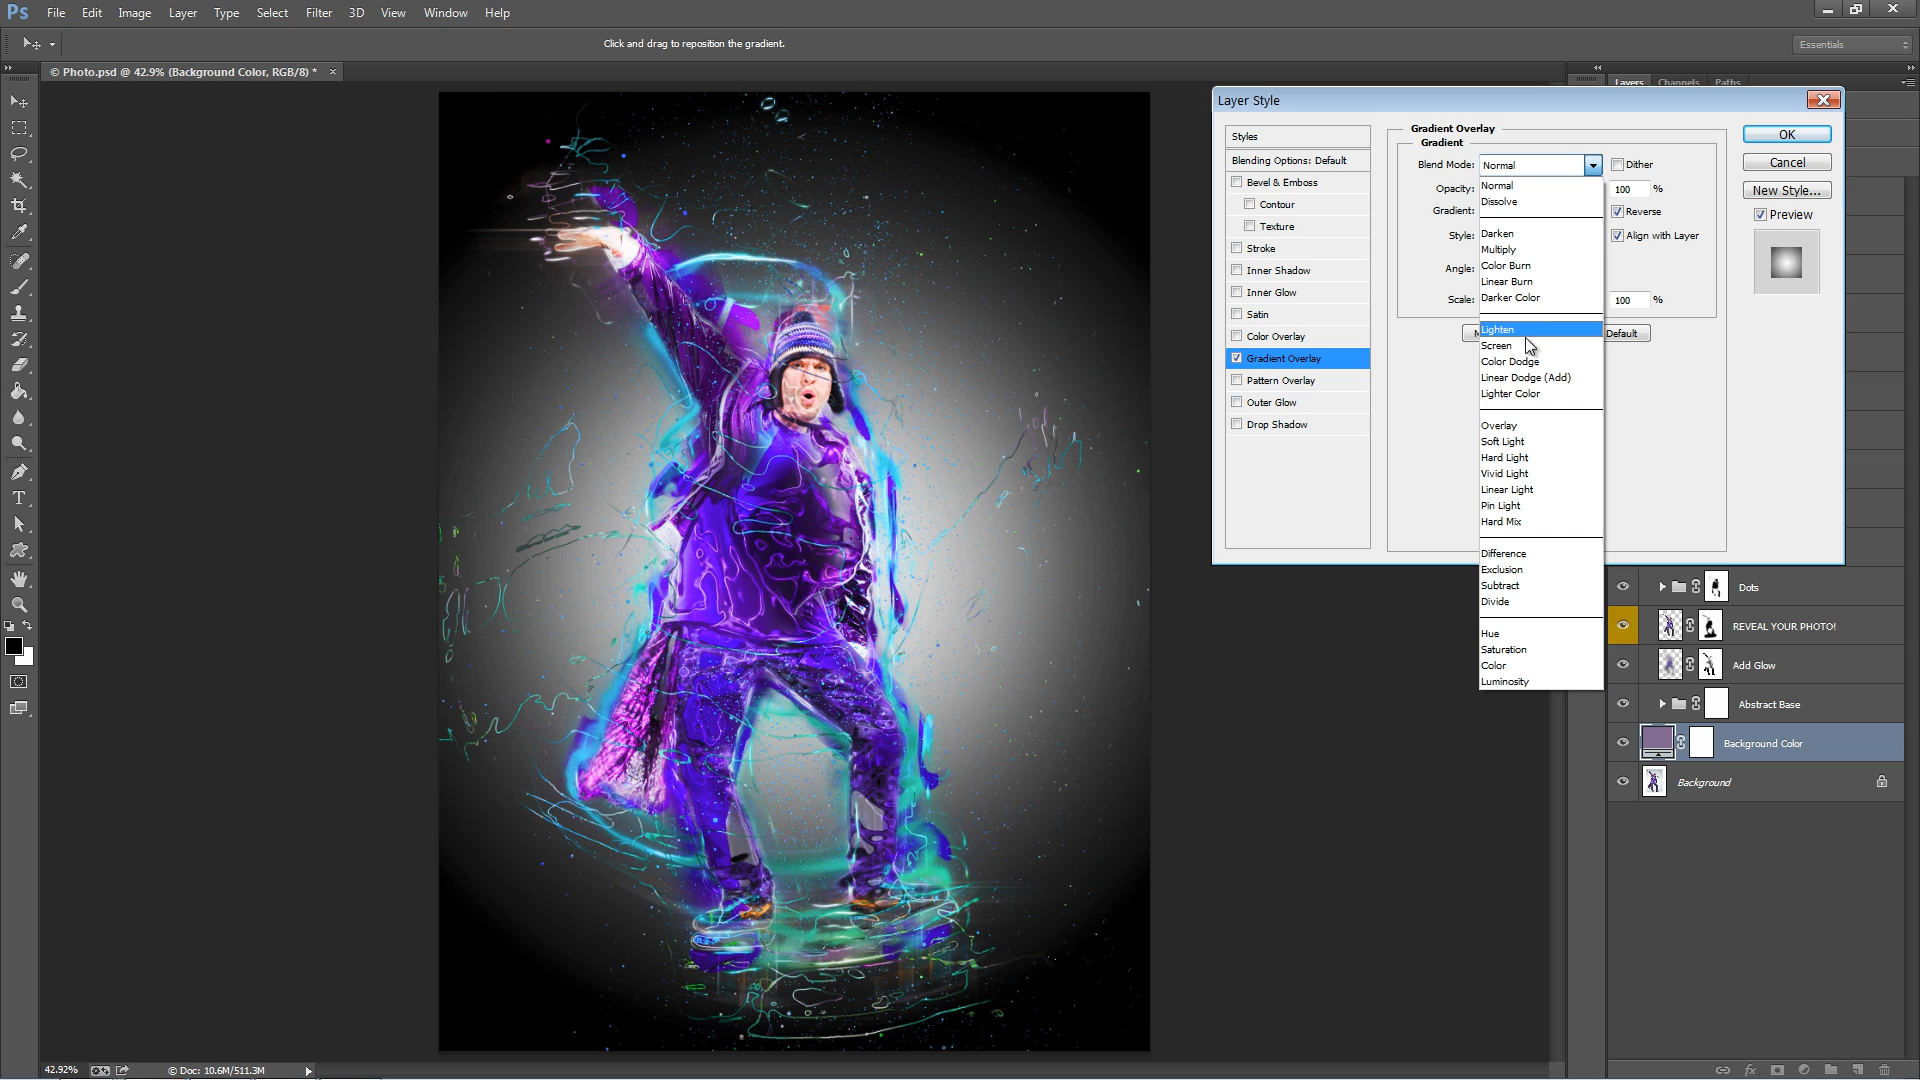 Ps File Edit Image Layer Type Select Filter 3D View Window Help
Click and drag to reposition the gradient.
Essentials
© Photo.psd @ 42.9% (Background Color, RGB/8) *
Layers Channels Paths
Layer Style
Styles
Blending Options: Default
Bevel & Emboss
Contour
Texture
Stroke
Inner Shadow
Inner Glow
Satin
Color Overlay
Gradient Overlay
Pattern Overlay
Outer Glow
Drop Shadow
Gradient Overlay
Gradient
Blend Mode: Normal Dither
Opacity: 100 %
Gradient: Reverse
Style: Align with Layer
Angle:
Scale: 100 %
Default
Normal
Dissolve
Darken
Multiply
Color Burn
Linear Burn
Darker Color
Lighten
Screen
Color Dodge
Linear Dodge (Add)
Lighter Color
Overlay
Soft Light
Hard Light
Vivid Light
Linear Light
Pin Light
Hard Mix
Difference
Exclusion
Subtract
Divide
Hue
Saturation
Color
Luminosity
OK
Cancel
New Style...
Preview
Dots
REVEAL YOUR PHOTO!
Add Glow
Abstract Base
Background Color
Background
42.92% © Doc: 10.6M/511.3M